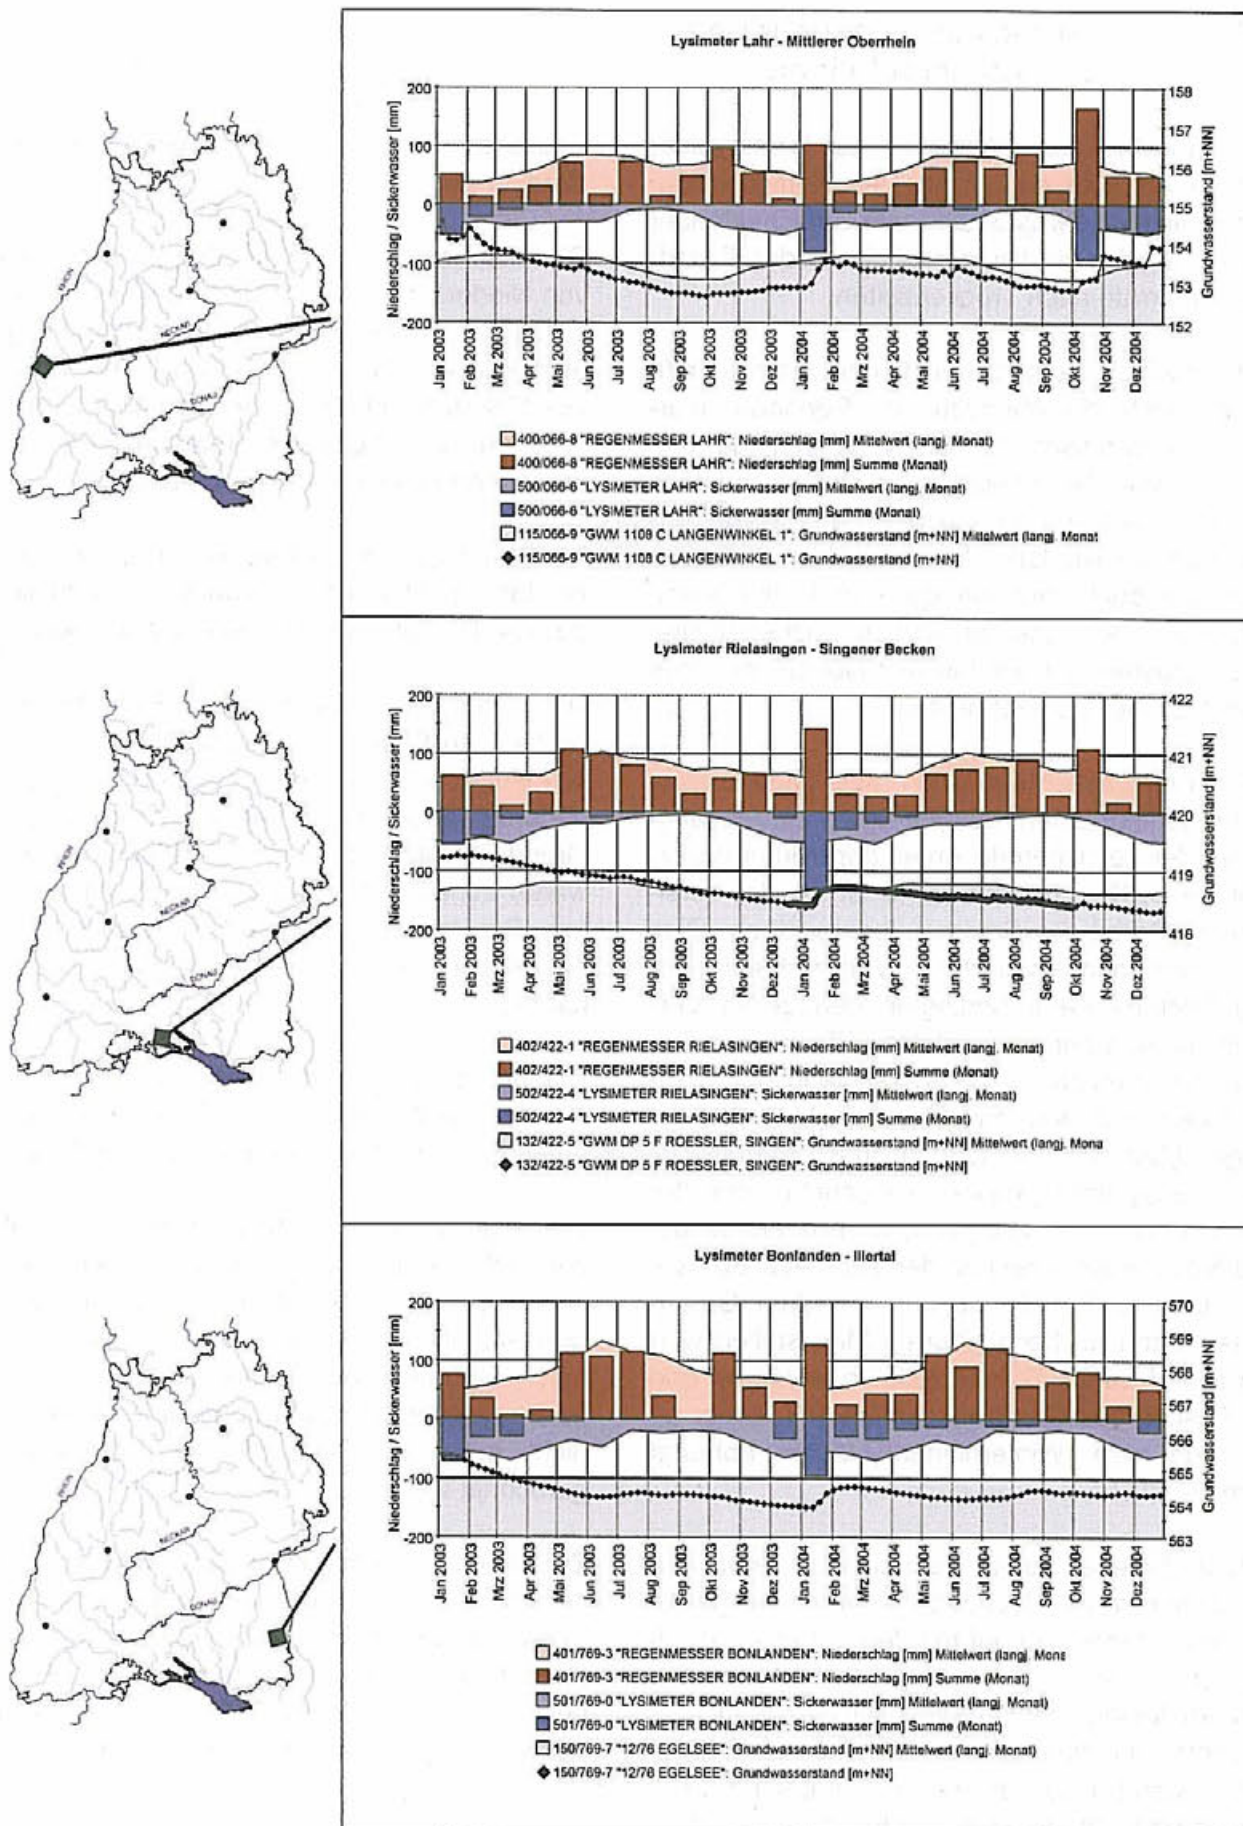 Lysimeter Lahr - Mittlerer Oberrhein
Niederschlag / Sickerwasser [mm]
200
100
0
-100
-200
Grundwasserstand [m+NN]
158
157
156
155
154
153
152
Jan 2003
Feb 2003
Mrz 2003
Apr 2003
Mai 2003
Jun 2003
Jul 2003
Aug 2003
Sep 2003
Okt 2003
Nov 2003
Dez 2003
Jan 2004
Feb 2004
Mrz 2004
Apr 2004
Mai 2004
Jun 2004
Jul 2004
Aug 2004
Sep 2004
Okt 2004
Nov 2004
Dez 2004
400/066-8 "REGENMESSER LAHR": Niederschlag [mm] Mittelwert (langj. Monat)
400/066-8 "REGENMESSER LAHR": Niederschlag [mm] Summe (Monat)
500/066-6 "LYSIMETER LAHR": Sickerwasser [mm] Mittelwert (langj. Monat)
500/066-6 "LYSIMETER LAHR": Sickerwasser [mm] Summe (Monat)
115/066-9 "GWM 1108 C LANGENWINKEL 1": Grundwasserstand [m+NN] Mittelwert (langj. Monat
115/066-9 "GWM 1108 C LANGENWINKEL 1": Grundwasserstand [m+NN]
RHEIN
NECKAR
DONAU
Lysimeter Rielasingen - Singener Becken
Niederschlag / Sickerwasser [mm]
200
100
0
-100
-200
Grundwasserstand [m+NN]
422
421
420
419
418
Jan 2003
Feb 2003
Mrz 2003
Apr 2003
Mai 2003
Jun 2003
Jul 2003
Aug 2003
Sep 2003
Okt 2003
Nov 2003
Dez 2003
Jan 2004
Feb 2004
Mrz 2004
Apr 2004
Mai 2004
Jun 2004
Jul 2004
Aug 2004
Sep 2004
Okt 2004
Nov 2004
Dez 2004
402/422-1 "REGENMESSER RIELASINGEN": Niederschlag [mm] Mittelwert (langj. Monat)
402/422-1 "REGENMESSER RIELASINGEN": Niederschlag [mm] Summe (Monat)
502/422-4 "LYSIMETER RIELASINGEN": Sickerwasser [mm] Mittelwert (langj. Monat)
502/422-4 "LYSIMETER RIELASINGEN": Sickerwasser [mm] Summe (Monat)
132/422-5 "GWM DP 5 F ROESSLER, SINGEN": Grundwasserstand [m+NN] Mittelwert (langj. Mona
132/422-5 "GWM DP 5 F ROESSLER, SINGEN": Grundwasserstand [m+NN]
RHEIN
NECKAR
DONAU
Lysimeter Bonlanden - Illertal
Niederschlag / Sickerwasser [mm]
200
100
0
-100
-200
Grundwasserstand [m+NN]
570
569
568
567
566
565
564
563
Jan 2003
Feb 2003
Mrz 2003
Apr 2003
Mai 2003
Jun 2003
Jul 2003
Aug 2003
Sep 2003
Okt 2003
Nov 2003
Dez 2003
Jan 2004
Feb 2004
Mrz 2004
Apr 2004
Mai 2004
Jun 2004
Jul 2004
Aug 2004
Sep 2004
Okt 2004
Nov 2004
Dez 2004
401/769-3 "REGENMESSER BONLANDEN": Niederschlag [mm] Mittelwert (langj. Mona
401/769-3 "REGENMESSER BONLANDEN": Niederschlag [mm] Summe (Monat)
501/769-0 "LYSIMETER BONLANDEN": Sickerwasser [mm] Mittelwert (langj. Monat)
501/769-0 "LYSIMETER BONLANDEN": Sickerwasser [mm] Summe (Monat)
150/769-7 "12/76 EGELSEE": Grundwasserstand [m+NN] Mittelwert (langj. Monat)
150/769-7 "12/76 EGELSEE": Grundwasserstand [m+NN]
RHEIN
NECKAR
DONAU